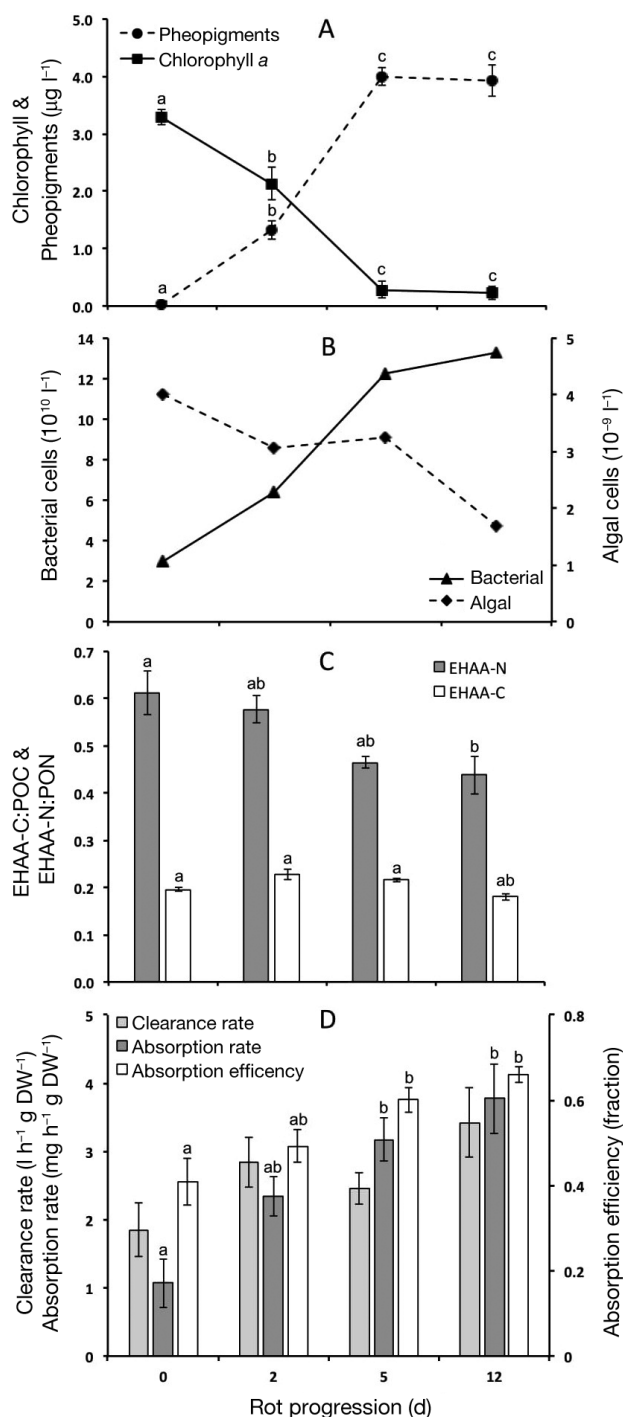 A
Pheopigments
Chlorophyll a
Chlorophyll &
Pheopigments (µg l⁻¹)
5.0
4.0
3.0
2.0
1.0
0.0
a
b
c
c
a
b
c
c
B
Bacterial cells (10¹⁰ l⁻¹)
14
12
10
8
6
4
2
0
Algal cells (10⁻⁹ l⁻¹)
5
4
3
2
1
0
Bacterial
Algal
C
EHAA-N
EHAA-C
EHAA-C:POC &
EHAA-N:PON
0.7
0.6
0.5
0.4
0.3
0.2
0.1
0.0
a
ab
ab
b
a
a
a
ab
D
Clearance rate
Absorption rate
Absorption efficency
Clearance rate (l h⁻¹ g DW⁻¹)
Absorption rate (mg h⁻¹ g DW⁻¹)
5
4
3
2
1
0
Absorption efficiency (fraction)
0.8
0.6
0.4
0.2
0
a
a
ab
ab
b
b
b
b
0 2 5 12
Rot progression (d)